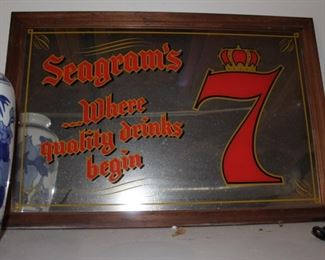 Seagram's
....Where
quality drinks
begin
7